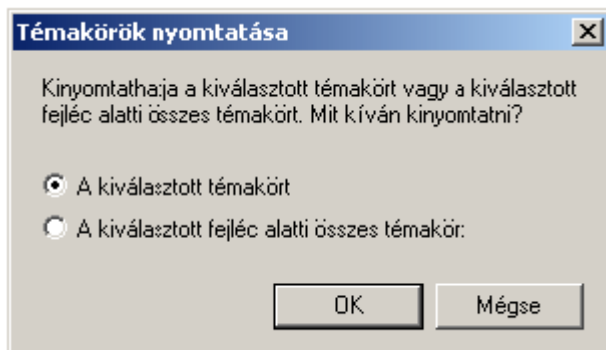 Témakörök nyomtatása
Kinyomtathatja a kiválasztott témakört vagy a kiválasztott
fejléc alatti összes témakört. Mit kíván kinyomtatni?
A kiválasztott témakört
A kiválasztott fejléc alatti összes témakört
OK
Mégse